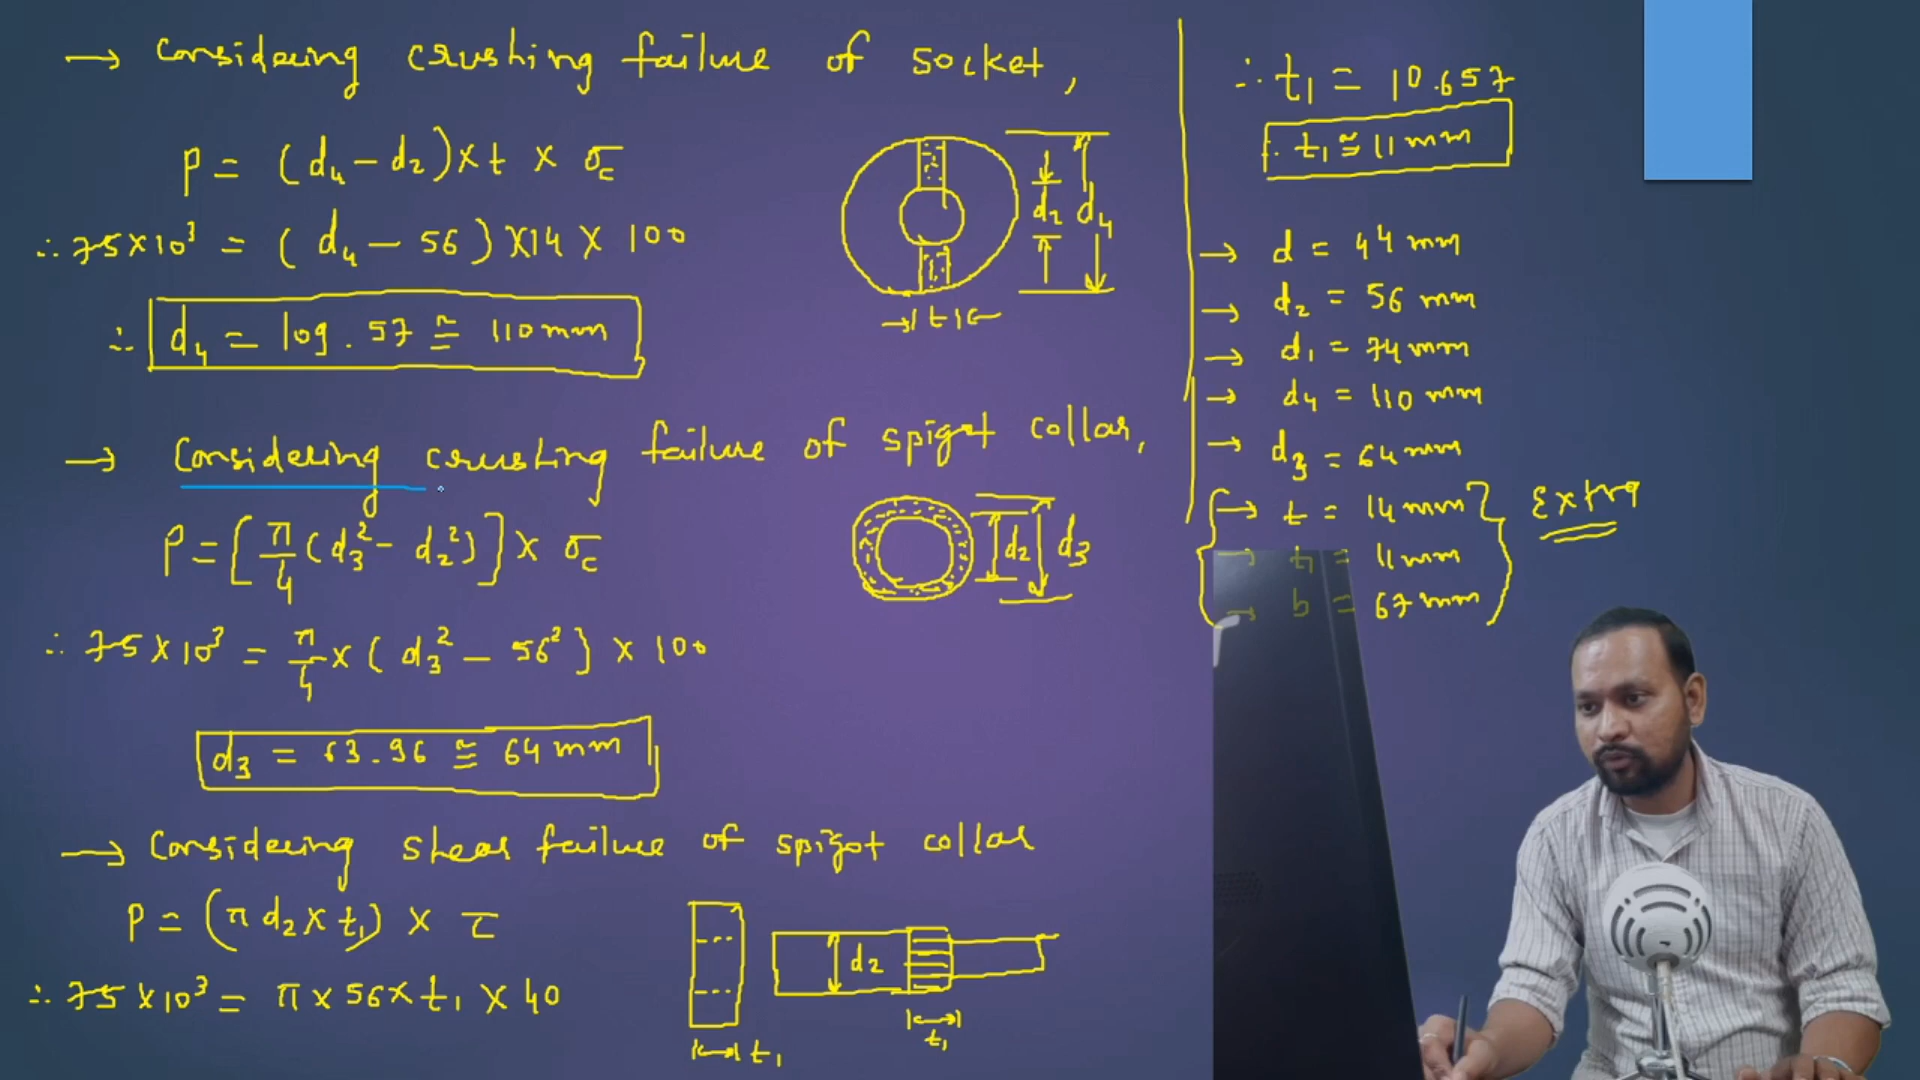 → Considering crushing failure of socket,
P = (d₄ - d₂) × t × σc
∴ 75×10³ = (d₄ - 56) × 14 × 100
∴ d₄ = 109.57 ≅ 110 mm
d₂ d₄
t
→ Considering crushing failure of spigot collar,
P = [π/4 (d₃² - d₂²)] × σc
d₂ d₃
∴ 75×10³ = π/4 × (d₃² - 56²) × 100
d₃ = 63.96 ≅ 64 mm
→ Considering shear failure of spigot collar
P = (π d₂ × t₁) × τ
∴ 75×10³ = π × 56 × t₁ × 40
d₂
t₁
t₁
∴ t₁ = 10.657
∴ t₁ ≅ 11 mm
→ d = 44 mm
→ d₂ = 56 mm
→ d₁ = 74 mm
→ d₄ = 110 mm
→ d₃ = 64 mm
→ t = 14 mm
→ t₁ = 11 mm
→ b = 67 mm
Extra